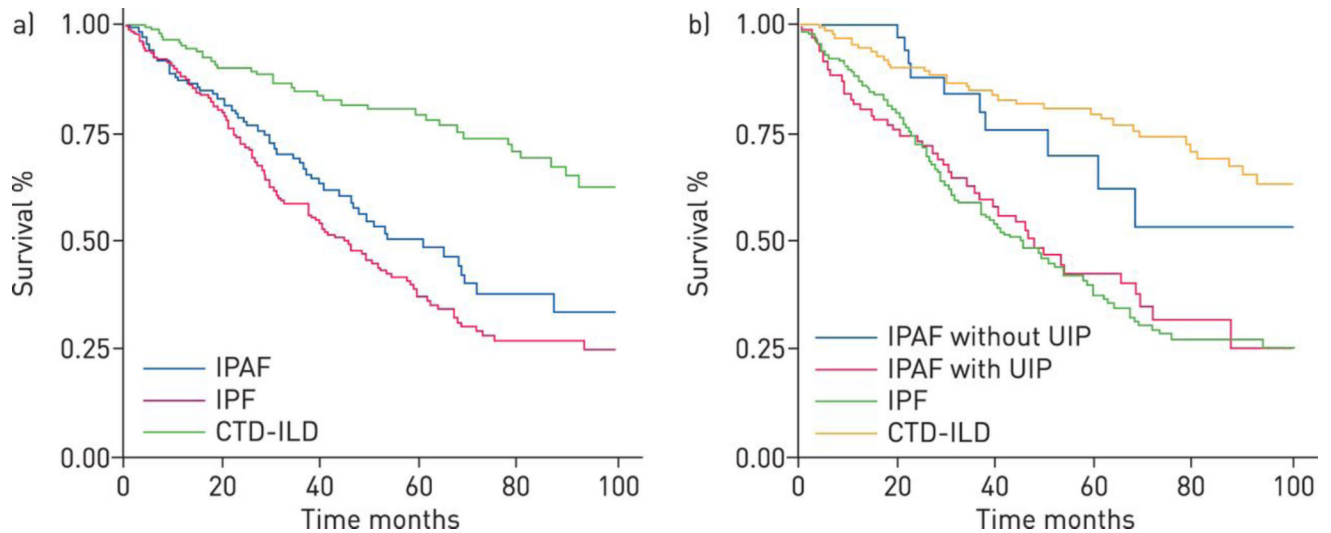 a)
Survival %
1.00
0.75
0.50
0.25
0.00
IPAF
IPF
CTD-ILD
0 20 40 60 80 100
Time months
b)
Survival %
1.00
0.75
0.50
0.25
0.00
IPAF without UIP
IPAF with UIP
IPF
CTD-ILD
0 20 40 60 80 100
Time months